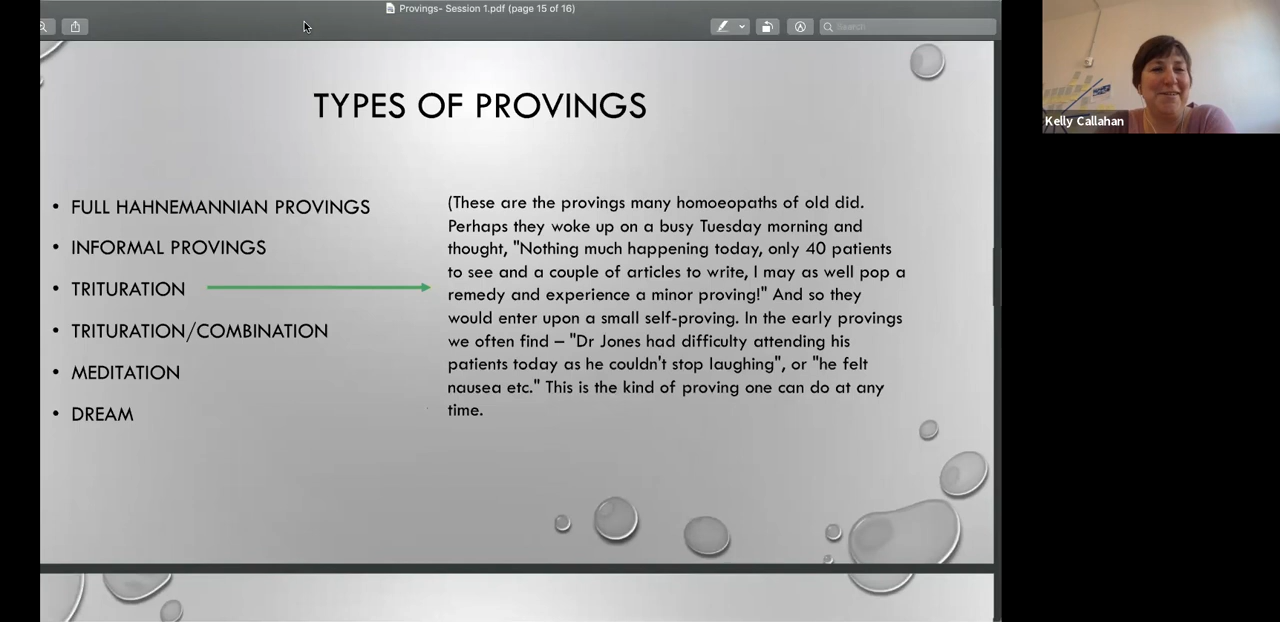 Provings- Session 1.pdf (page 15 of 16)
Search
Kelly Callahan
TYPES OF PROVINGS
• FULL HAHNEMANNIAN PROVINGS
• INFORMAL PROVINGS
• TRITURATION
• TRITURATION/COMBINATION
• MEDITATION
• DREAM
(These are the provings many homoeopaths of old did.
Perhaps they woke up on a busy Tuesday morning and
thought, "Nothing much happening today, only 40 patients
to see and a couple of articles to write, I may as well pop a
remedy and experience a minor proving!" And so they
would enter upon a small self-proving. In the early provings
we often find – "Dr Jones had difficulty attending his
patients today as he couldn't stop laughing", or "he felt
nausea etc." This is the kind of proving one can do at any
time.